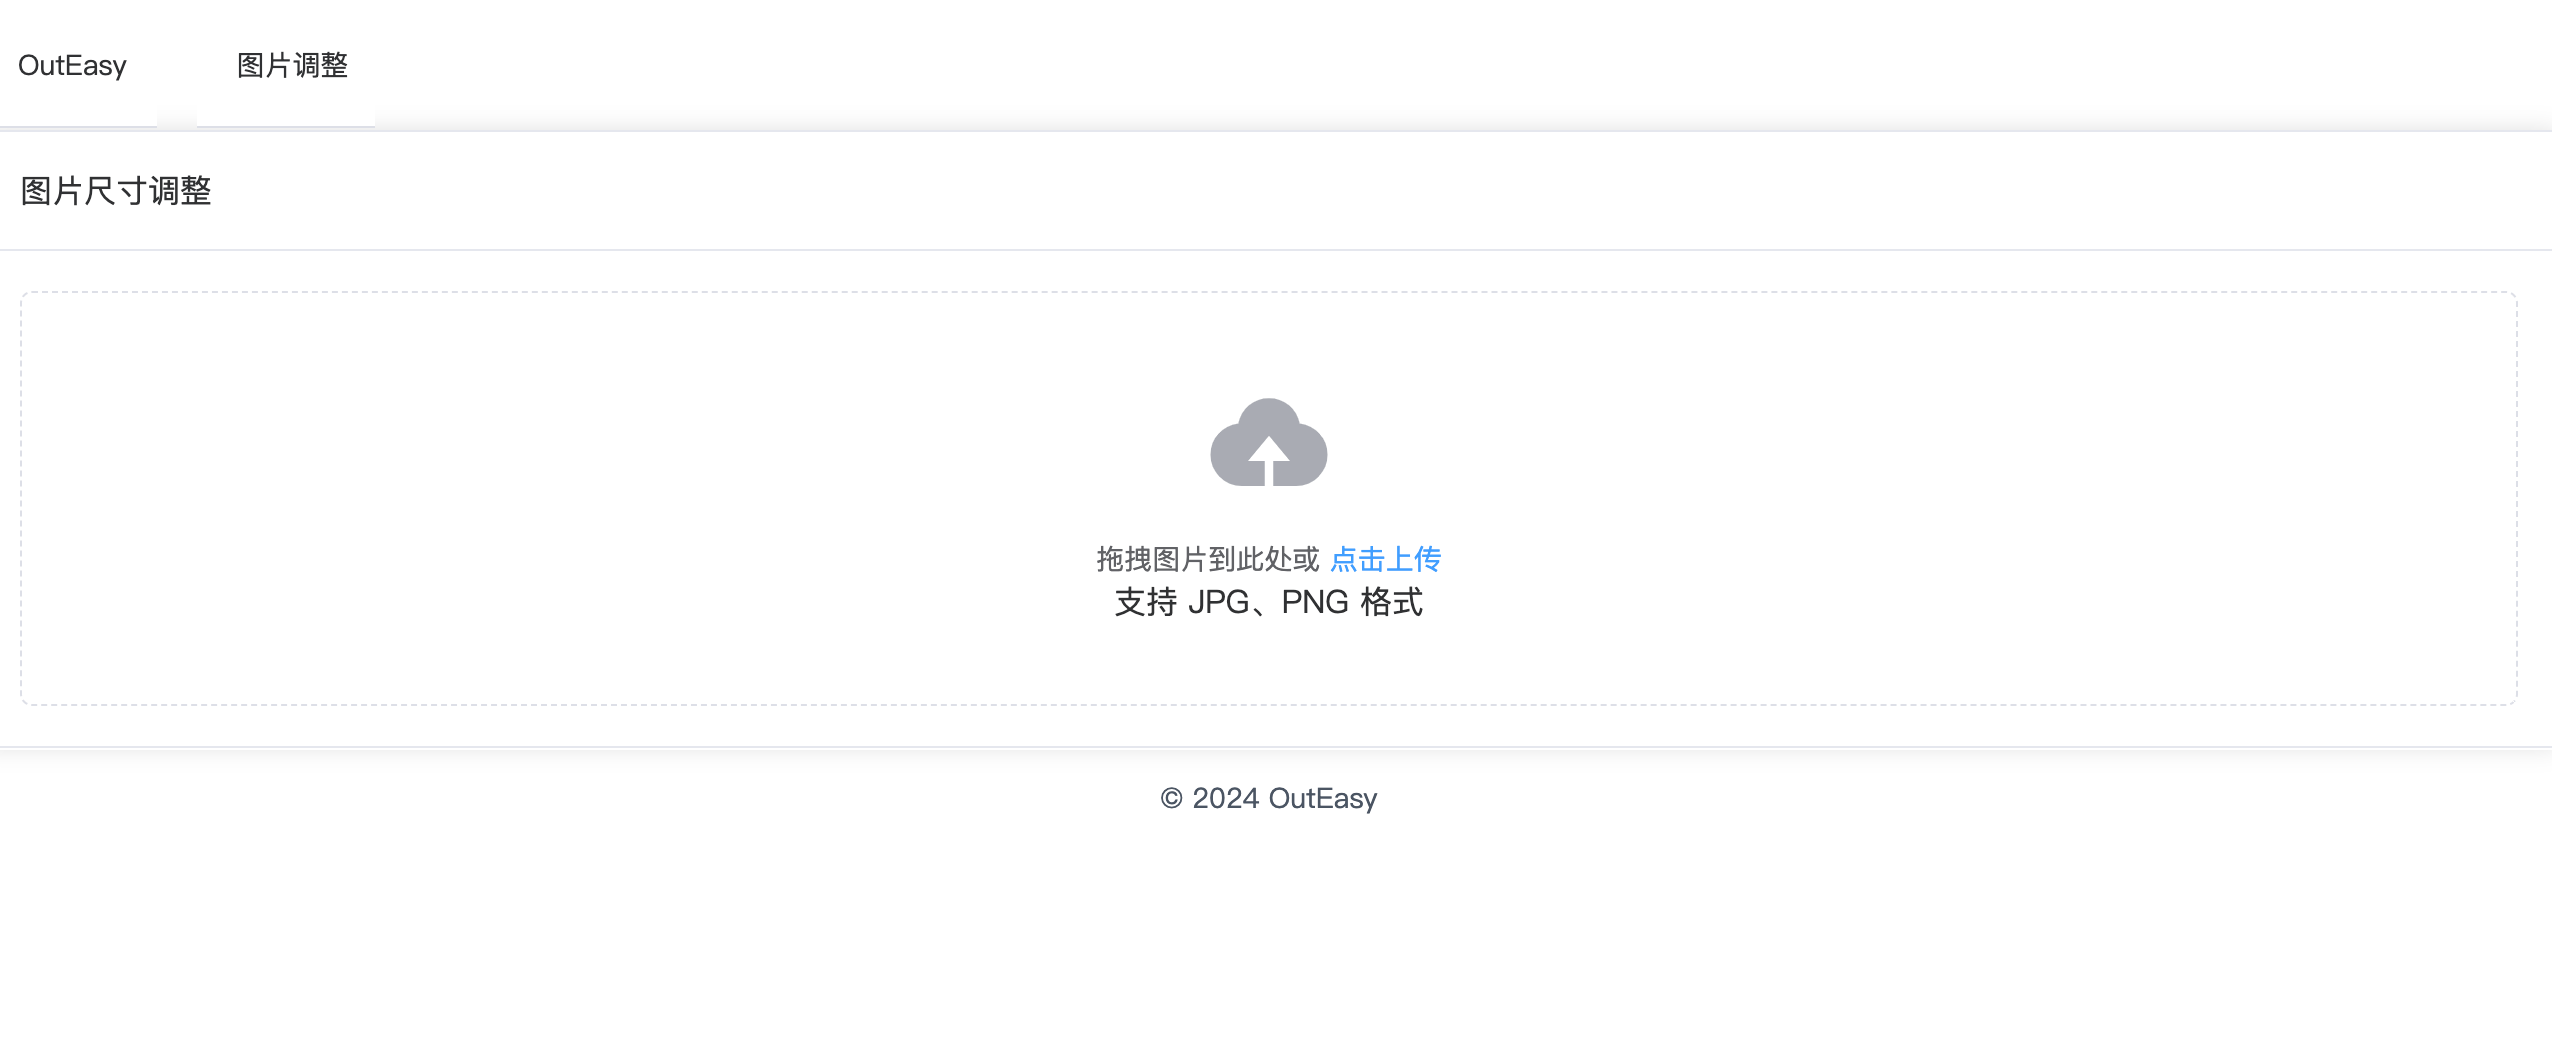 OutEasy
图片调整
图片尺寸调整
拖拽图片到此处或 点击上传
支持 JPG、PNG 格式
© 2024 OutEasy